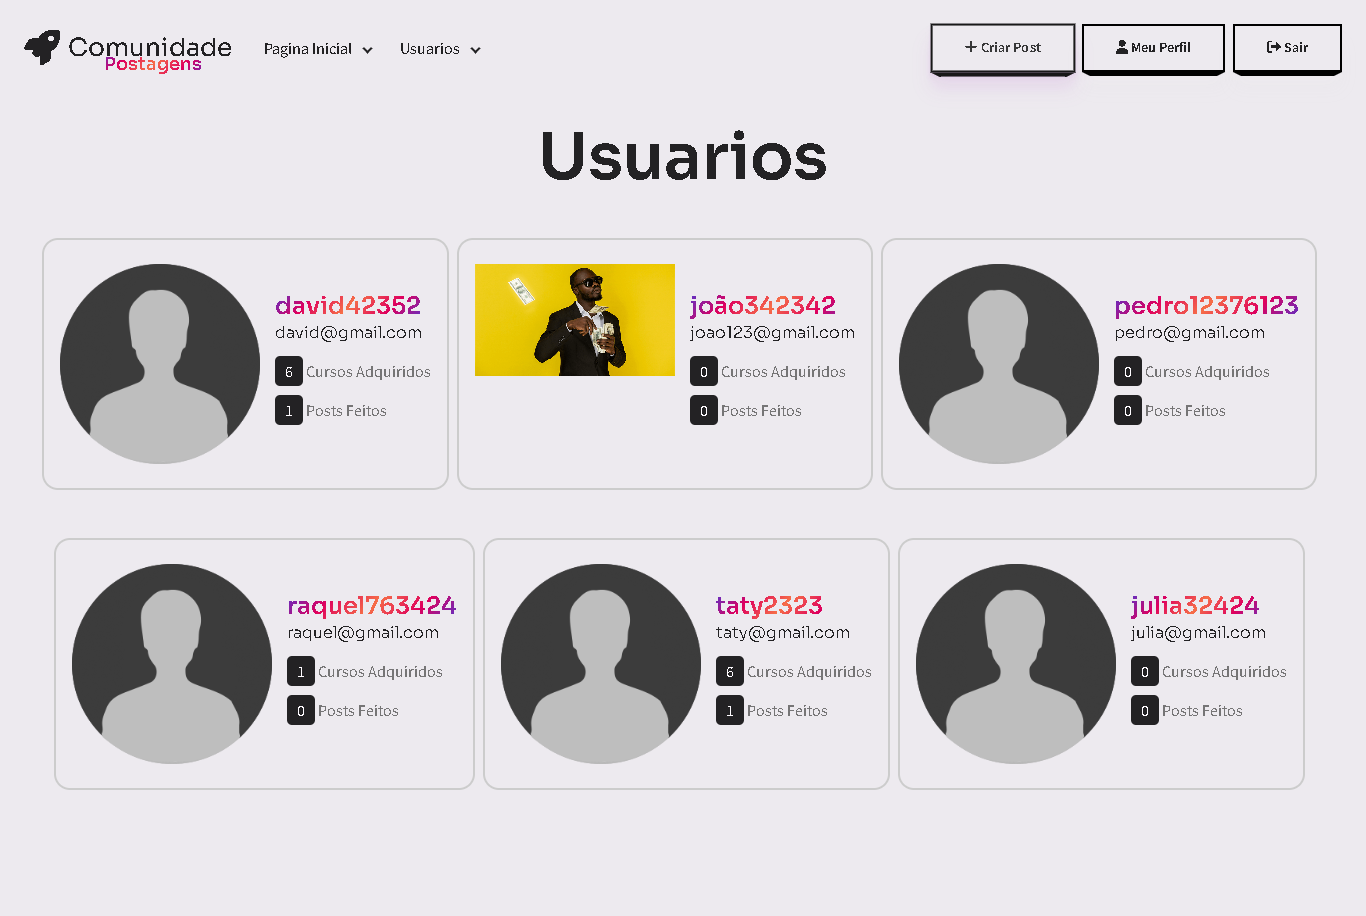 Comunidade
Postagens
Pagina Inicial
Usuarios
Criar Post
Meu Perfil
Sair
Usuarios
david42352
david@gmail.com
6 Cursos Adquiridos
1 Posts Feitos
joão342342
joao123@gmail.com
0 Cursos Adquiridos
0 Posts Feitos
pedro12376123
pedro@gmail.com
0 Cursos Adquiridos
0 Posts Feitos
raquel763424
raquel@gmail.com
1 Cursos Adquiridos
0 Posts Feitos
taty2323
taty@gmail.com
6 Cursos Adquiridos
1 Posts Feitos
julia32424
julia@gmail.com
0 Cursos Adquiridos
0 Posts Feitos